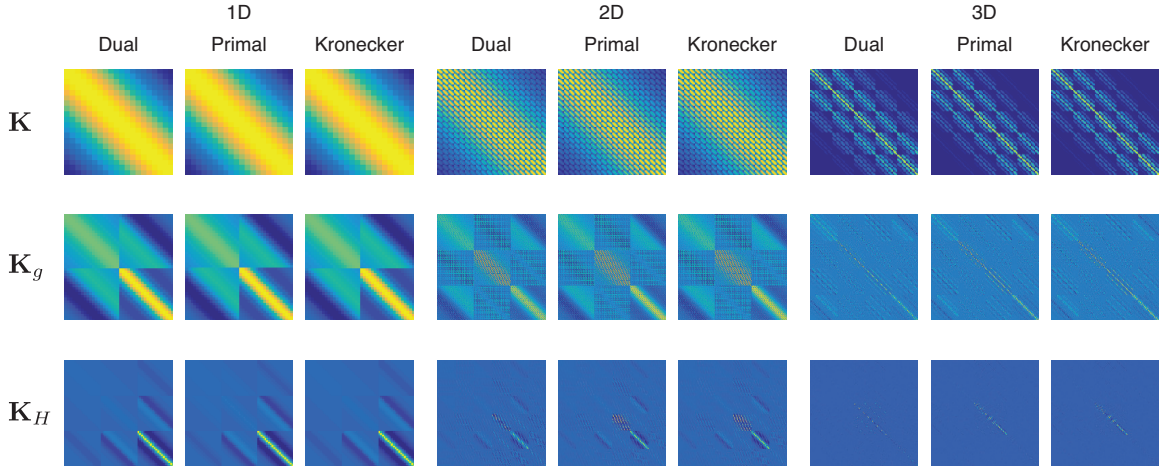 1D 2D 3D
Dual Primal Kronecker Dual Primal Kronecker Dual Primal Kronecker
K
K_g
K_H